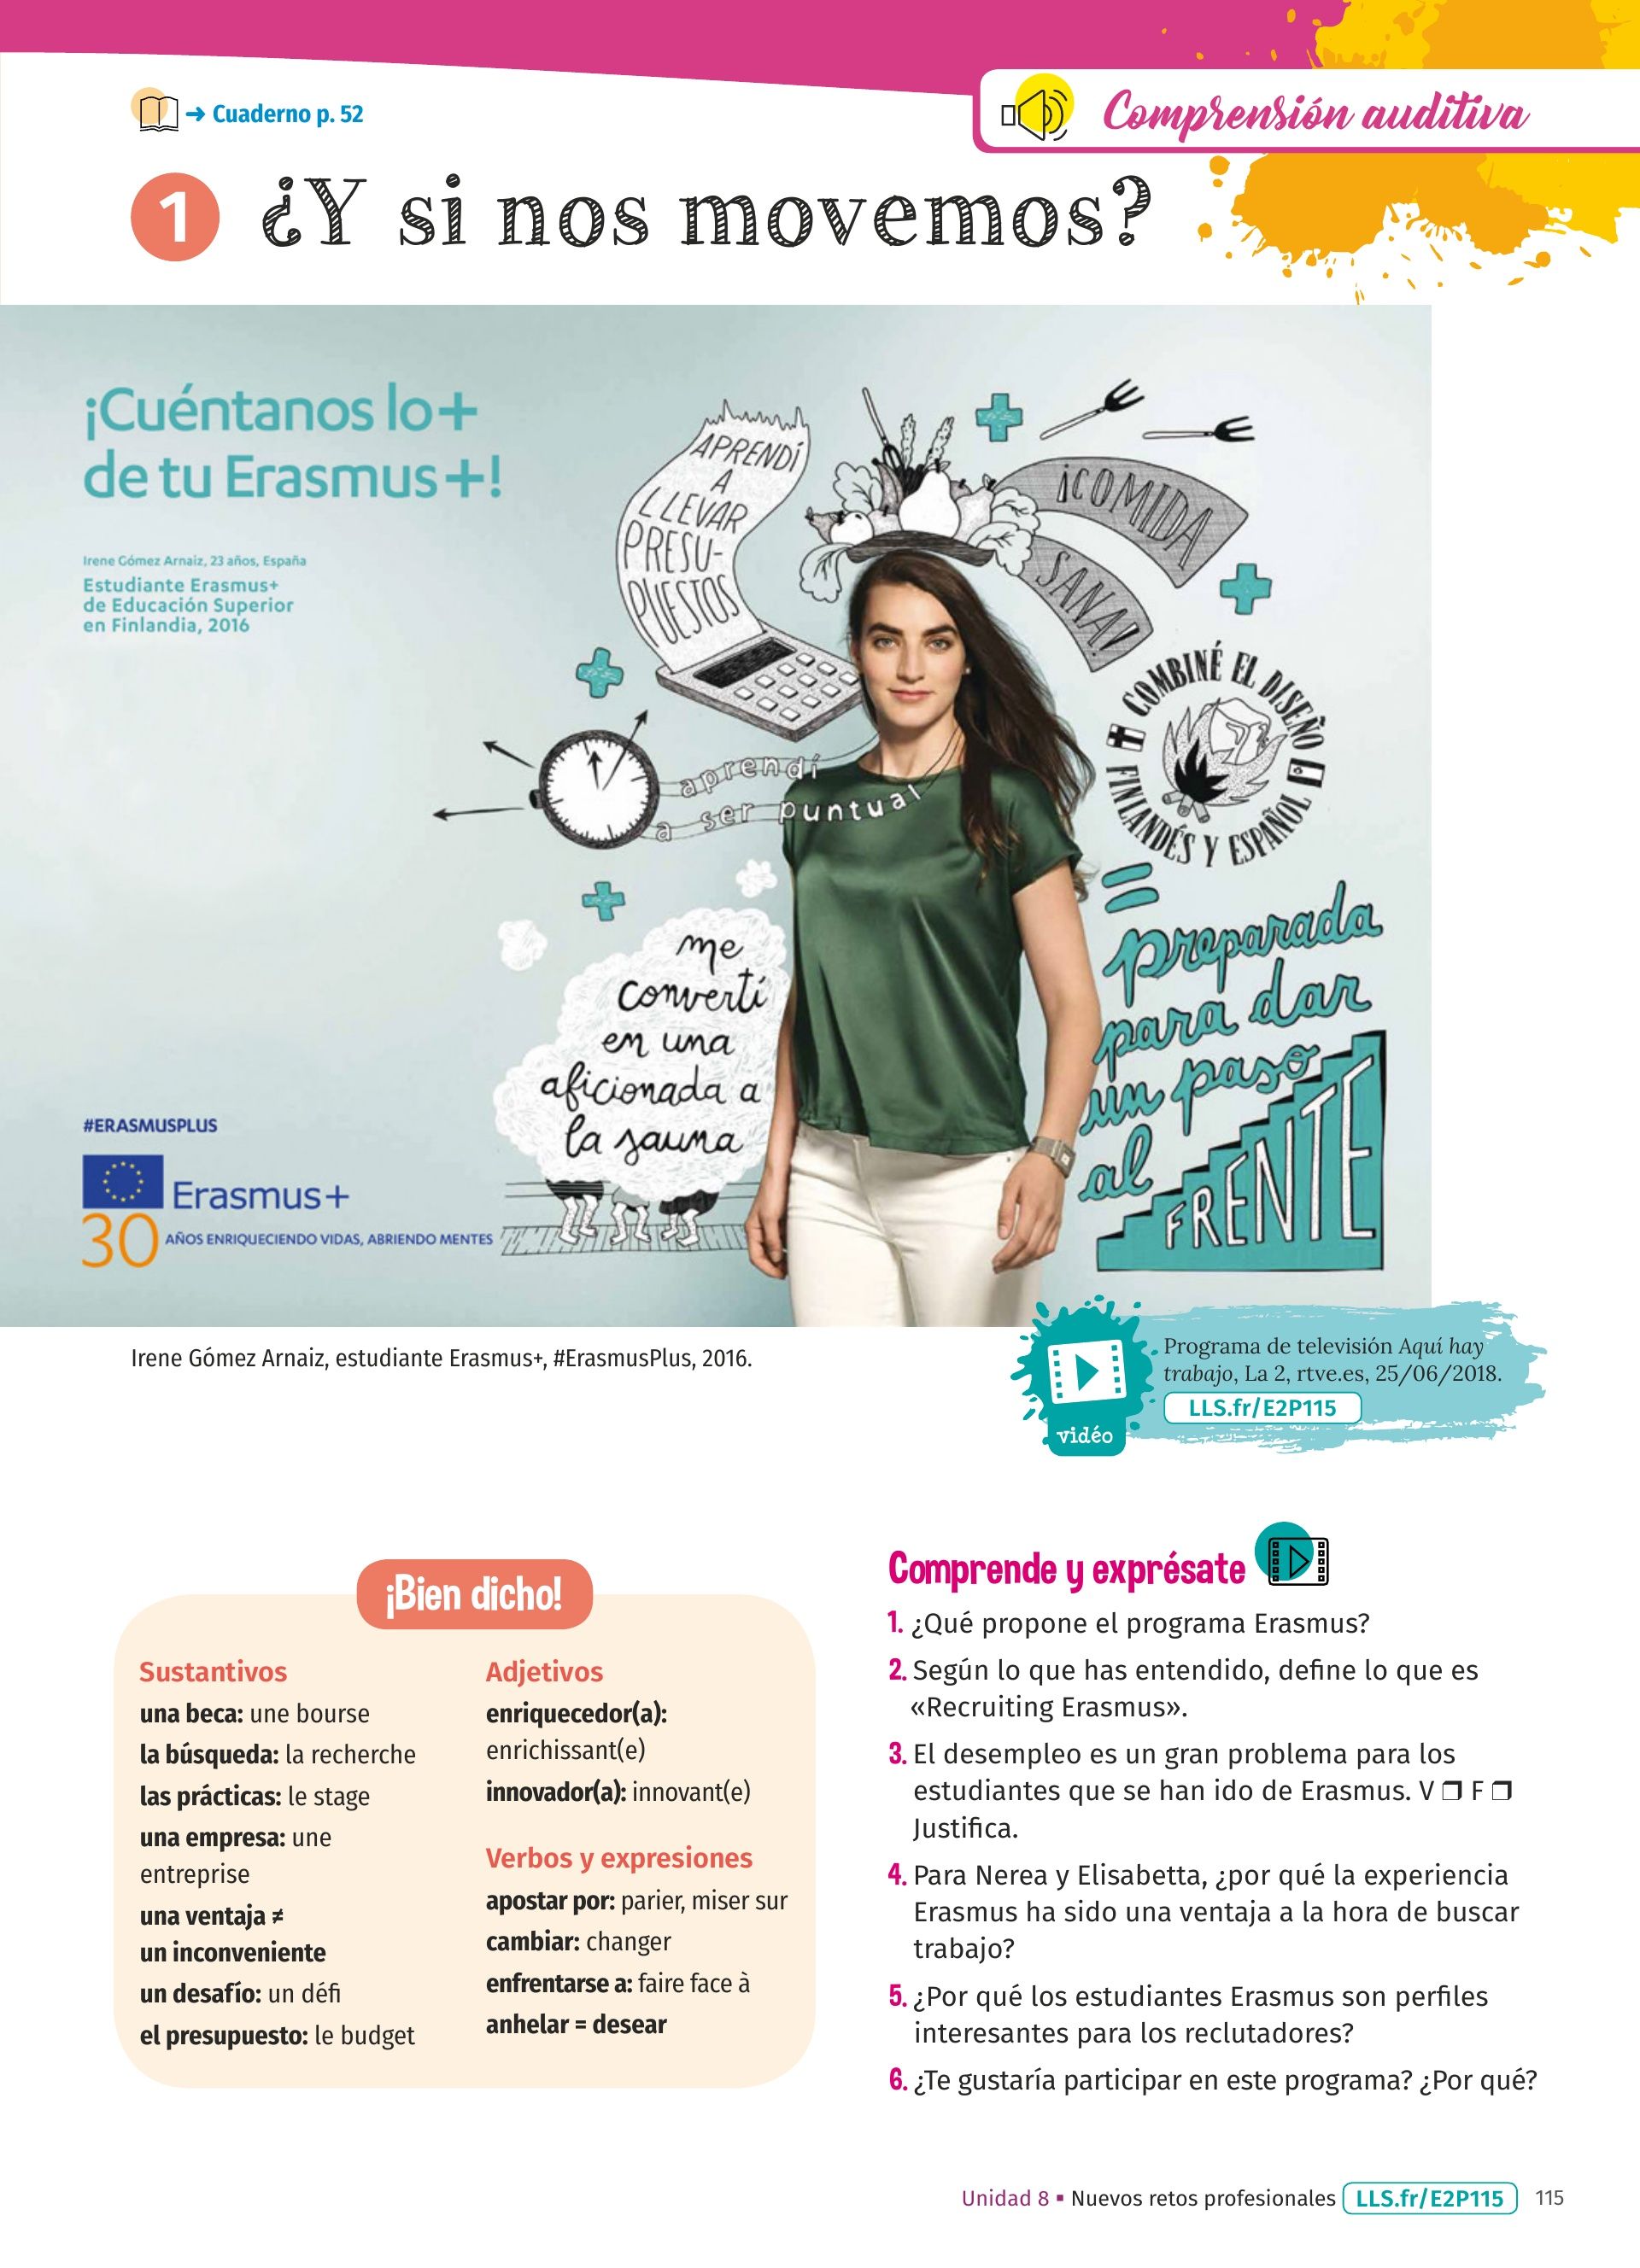 → Cuaderno p. 52
Comprensión auditiva
1 ¿Y si nos movemos?
¡Cuéntanos lo+
de tu Erasmus+!
Irene Gómez Arnaiz, 23 años, España
Estudiante Erasmus+
de Educación Superior
en Finlandia, 2016
APRENDÍ
A
LLEVAR
PRESU-
PUESTOS
¡COMIDA
SANA!
aprendí
a ser puntual
COMBINÉ EL DISEÑO
FINLANDÉS Y ESPAÑOL
me
convertí
en una
aficionada a
la sauna
=
preparada
para dar
un paso
al
FRENTE
#ERASMUSPLUS
Erasmus+
30 AÑOS ENRIQUECIENDO VIDAS, ABRIENDO MENTES
Irene Gómez Arnaiz, estudiante Erasmus+, #ErasmusPlus, 2016.
vidéo
Programa de televisión Aquí hay
trabajo, La 2, rtve.es, 25/06/2018.
LLS.fr/E2P115
¡Bien dicho!
Sustantivos
una beca: une bourse
la búsqueda: la recherche
las prácticas: le stage
una empresa: une
entreprise
una ventaja ≠
un inconveniente
un desafío: un défi
el presupuesto: le budget
Adjetivos
enriquecedor(a):
enrichissant(e)
innovador(a): innovant(e)
Verbos y expresiones
apostar por: parier, miser sur
cambiar: changer
enfrentarse a: faire face à
anhelar = desear
Comprende y exprésate
1. ¿Qué propone el programa Erasmus?
2. Según lo que has entendido, define lo que es
«Recruiting Erasmus».
3. El desempleo es un gran problema para los
estudiantes que se han ido de Erasmus. V ❒ F ❒
Justifica.
4. Para Nerea y Elisabetta, ¿por qué la experiencia
Erasmus ha sido una ventaja a la hora de buscar
trabajo?
5. ¿Por qué los estudiantes Erasmus son perfiles
interesantes para los reclutadores?
6. ¿Te gustaría participar en este programa? ¿Por qué?
Unidad 8 ▪ Nuevos retos profesionales LLS.fr/E2P115 115